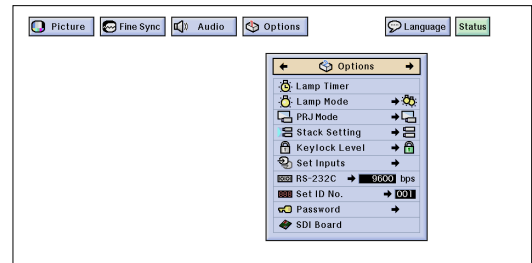 Picture Fine Sync Audio Options Language Status
Options
Lamp Timer
Lamp Mode
PRJ Mode
Stack Setting
Keylock Level
Set Inputs
RS-232C 9600 bps
Set ID No. 001
Password
SDI Board